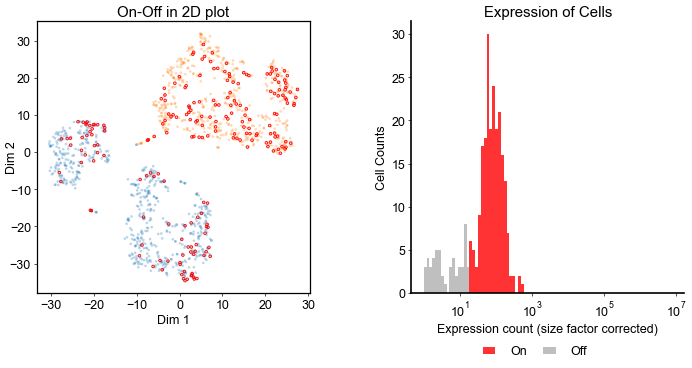 On-Off in 2D plot
30
20
10
0
−10
−20
−30
Dim 2
−30 −20 −10 0 10 20 30
Dim 1
Expression of Cells
30
25
20
15
10
5
0
Cell Counts
10^1 10^3 10^5 10^7
Expression count (size factor corrected)
On Off